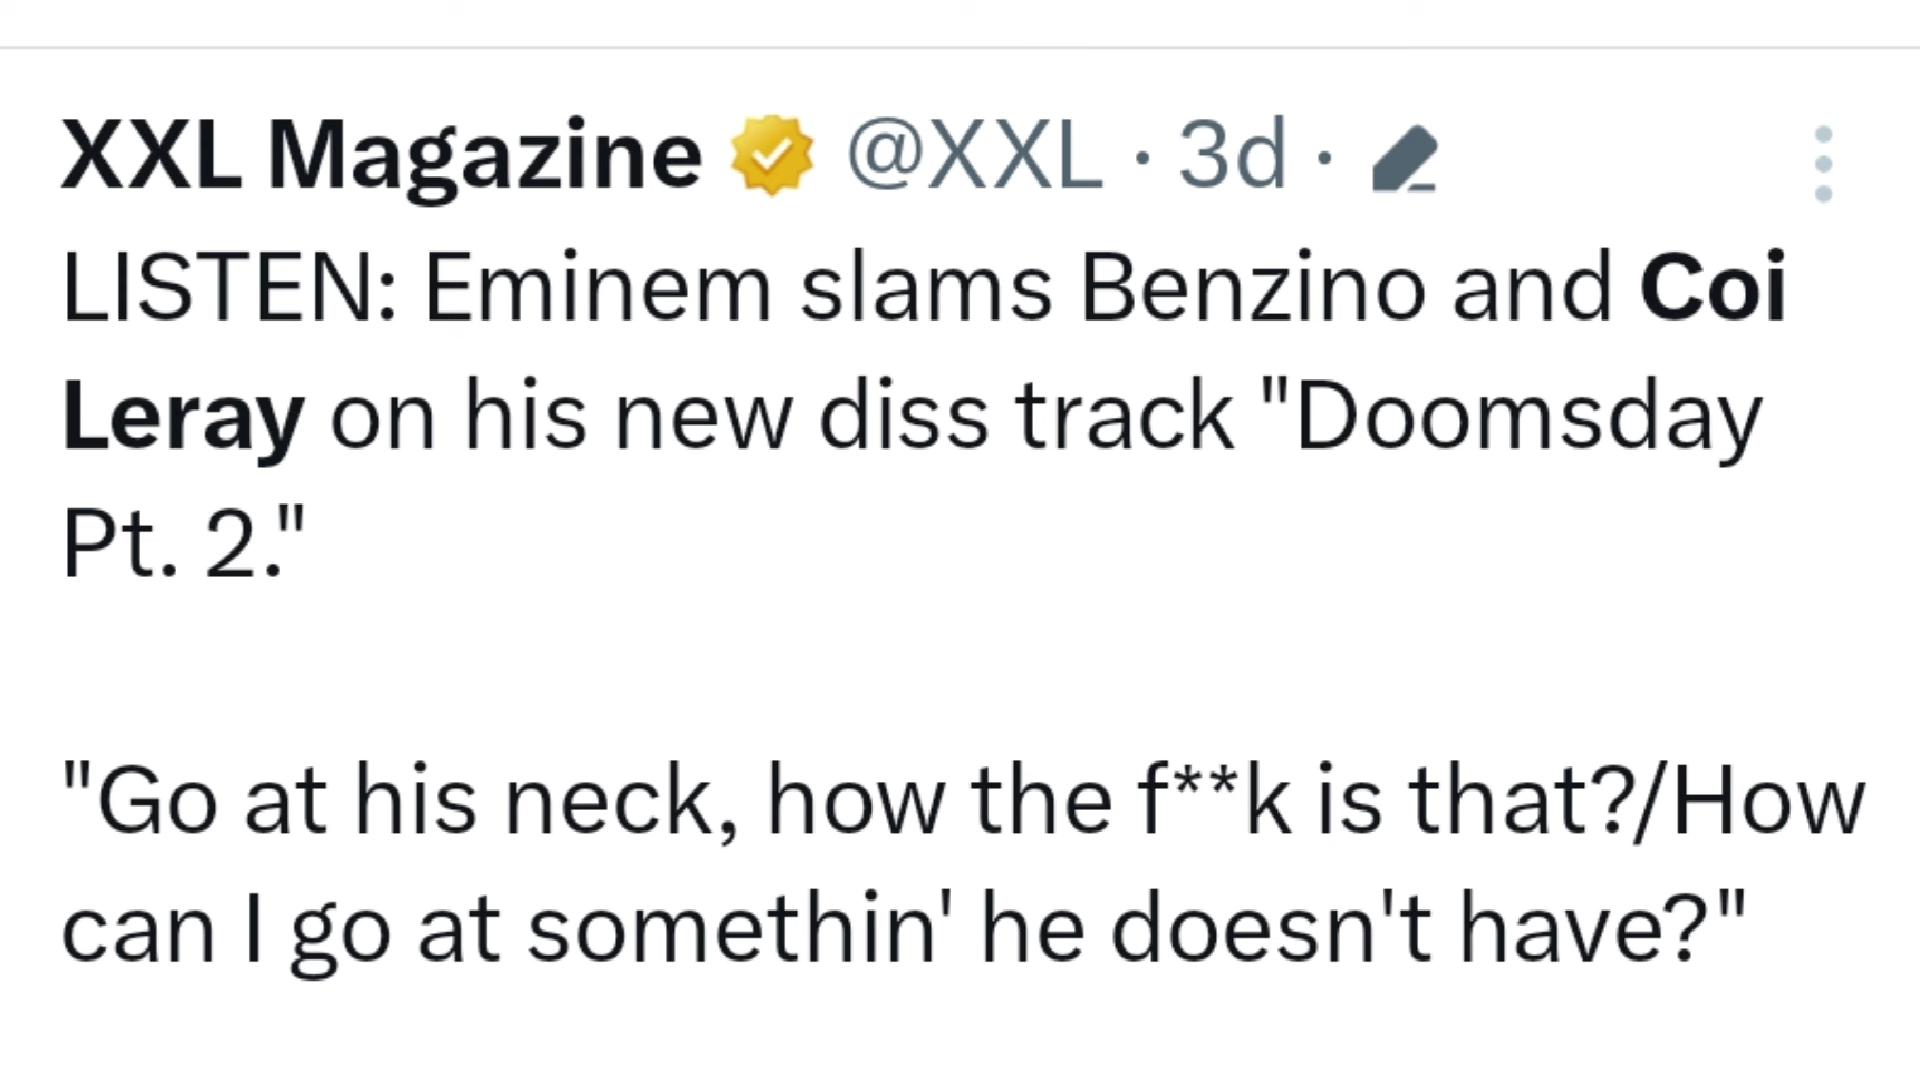 XXL Magazine @XXL · 3d ·
LISTEN: Eminem slams Benzino and Coi
Leray on his new diss track "Doomsday
Pt. 2."
"Go at his neck, how the f**k is that?/How
can I go at somethin' he doesn't have?"